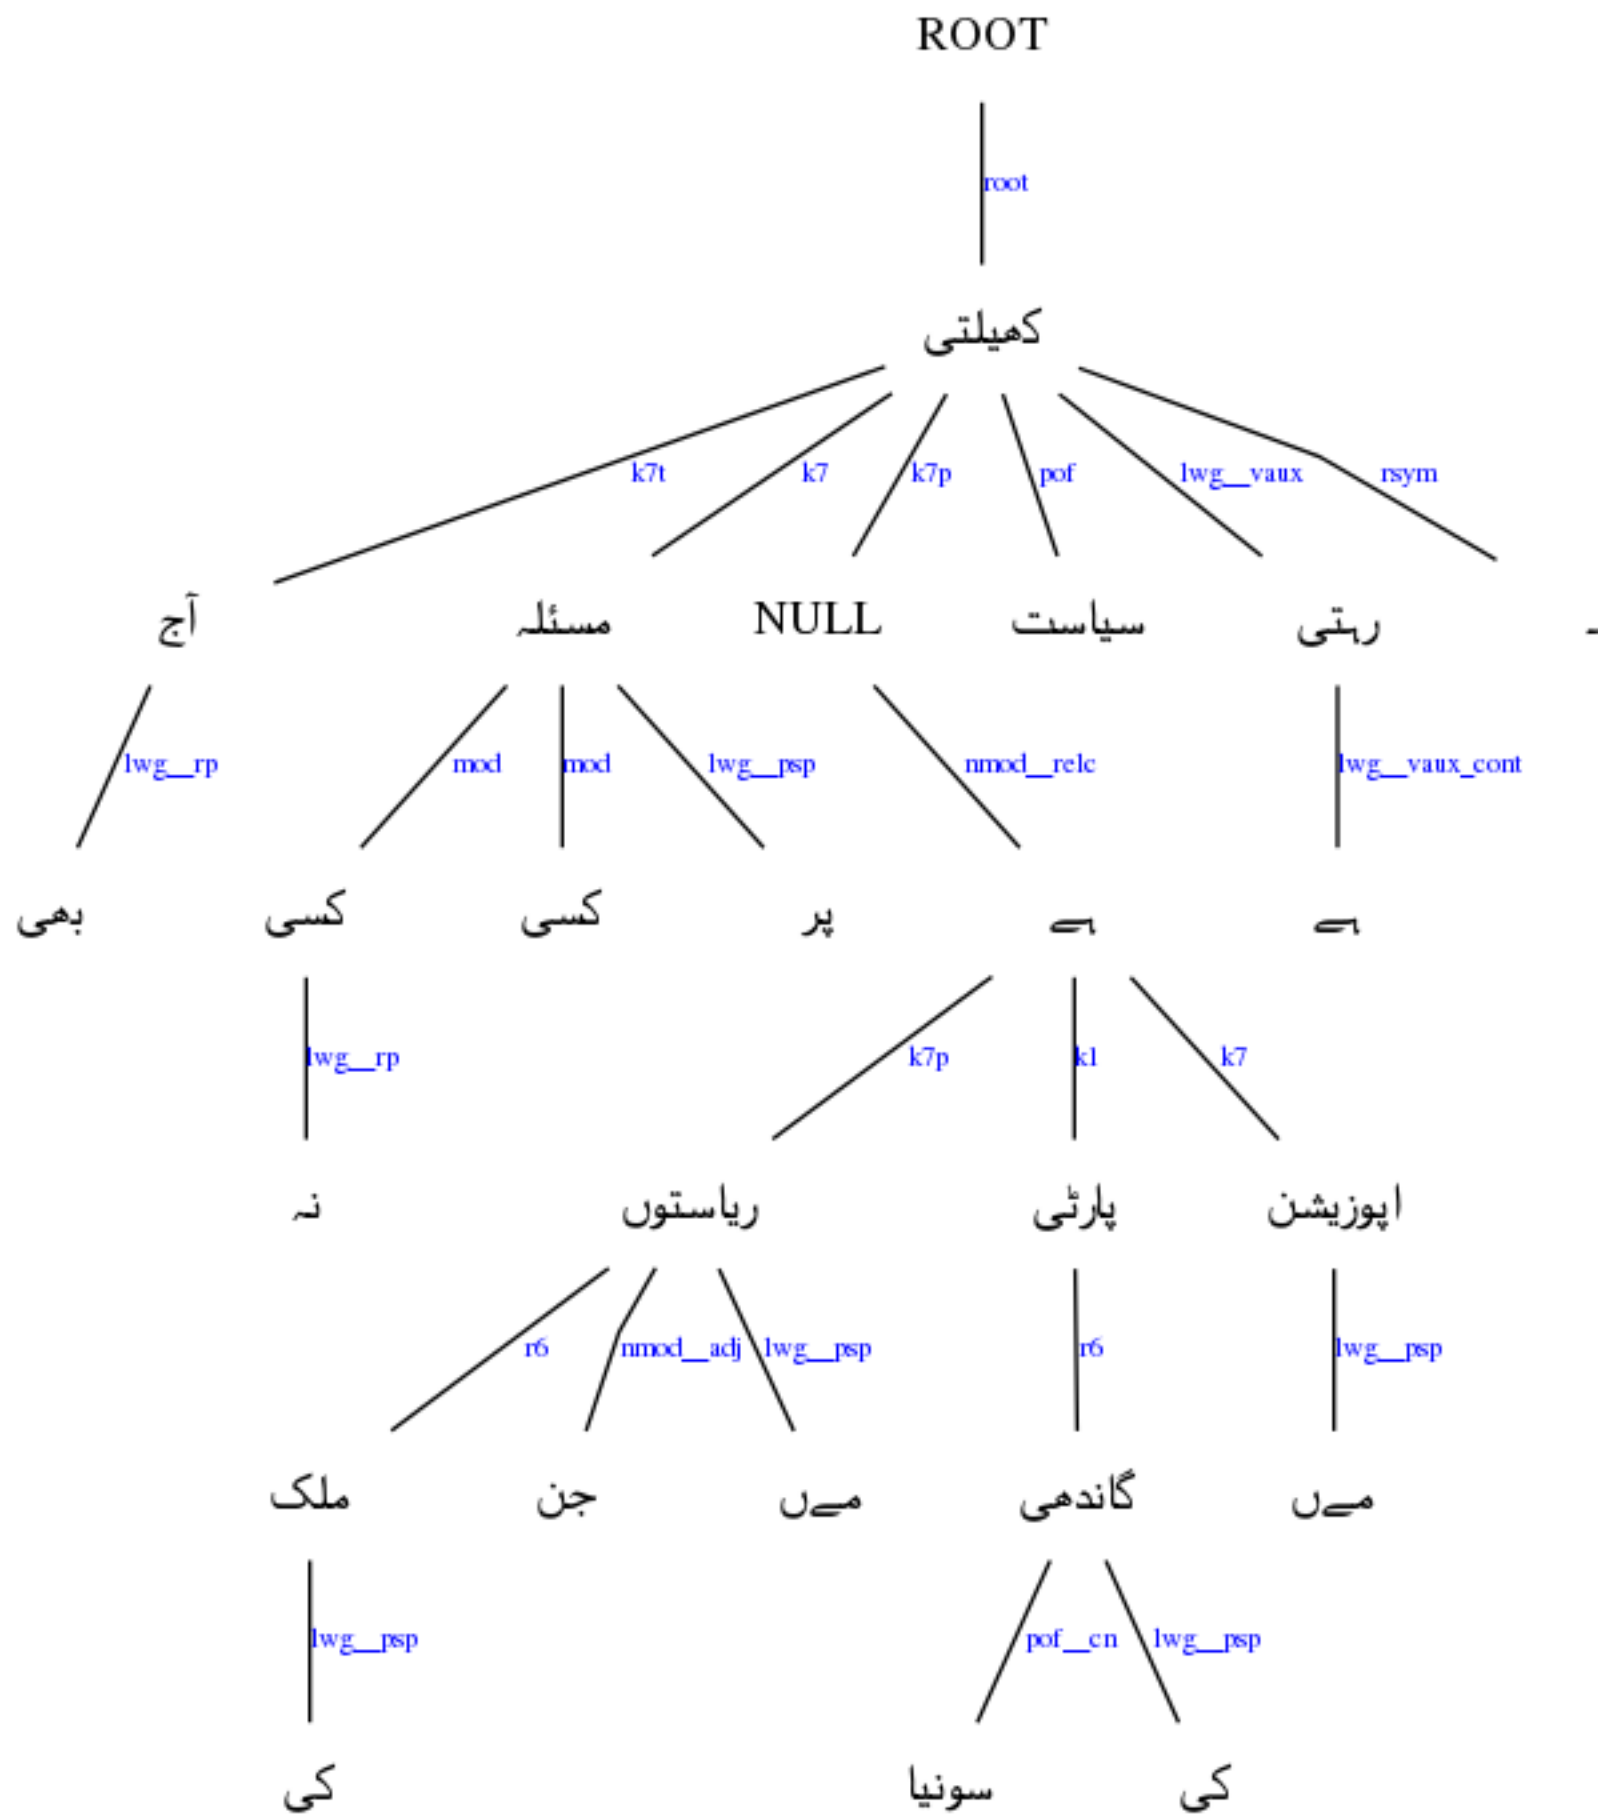 ROOT
root
کھیلتی
k7t k7 k7p pof lwg__vaux rsym
آج مسئلہ NULL سیاست رہتی ۔
lwg__rp mod mod lwg__psp nmod__relc lwg__vaux_cont
بھی کسی کسی پر ہے ہے
lwg__rp k7p k1 k7
نہ ریاستوں پارٹی اپوزیشن
r6 nmod__adj lwg__psp r6 lwg__psp
ملک جن مےں گاندھی مےں
lwg__psp pof__cn lwg__psp
کی سونیا کی